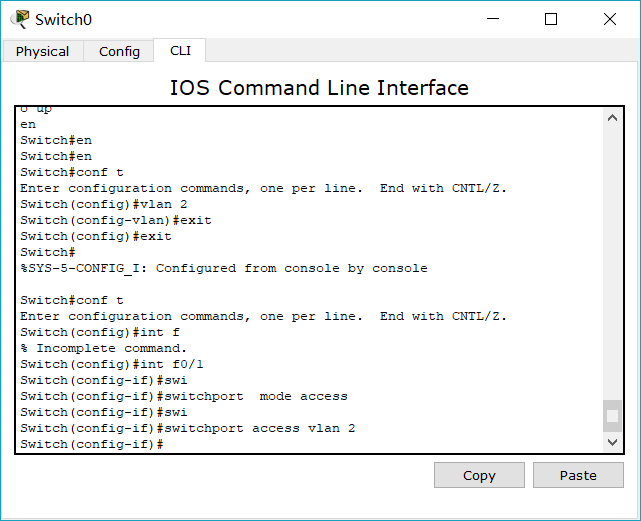 Switch0
Physical Config CLI
IOS Command Line Interface
o up
en
Switch#en
Switch#en
Switch#conf t
Enter configuration commands, one per line.  End with CNTL/Z.
Switch(config)#vlan 2
Switch(config-vlan)#exit
Switch(config)#exit
Switch#
%SYS-5-CONFIG_I: Configured from console by console
Switch#conf t
Enter configuration commands, one per line.  End with CNTL/Z.
Switch(config)#int f
% Incomplete command.
Switch(config)#int f0/1
Switch(config-if)#swi
Switch(config-if)#switchport  mode access
Switch(config-if)#swi
Switch(config-if)#switchport access vlan 2
Switch(config-if)#
Copy Paste